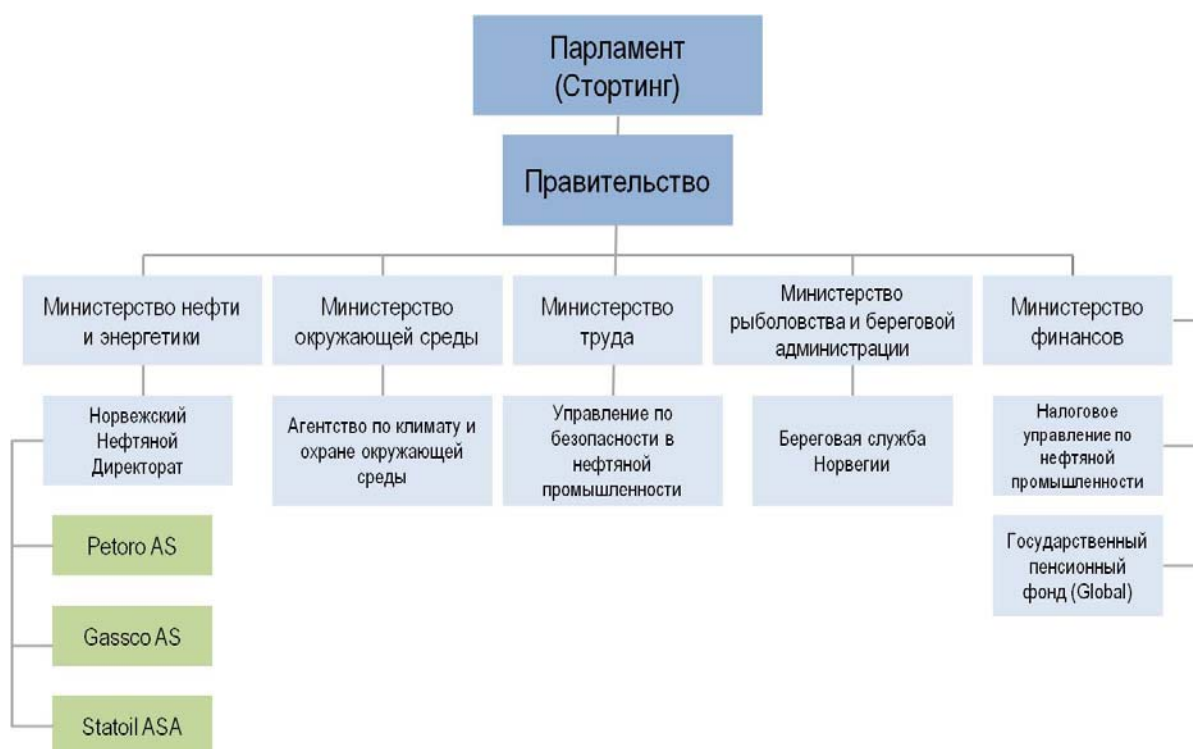 Парламент
(Стортинг)
Правительство
Министерство нефти
и энергетики
Министерство
окружающей среды
Министерство
труда
Министерство
рыболовства и береговой
администрации
Министерство
финансов
Норвежский
Нефтяной
Директорат
Агентство по климату и
охране окружающей
среды
Управление по
безопасности в
нефтяной
промышленности
Береговая служба
Норвегии
Налоговое
управление по
нефтяной
промышленности
Petoro AS
Государственный
пенсионный
фонд (Global)
Gassco AS
Statoil ASA